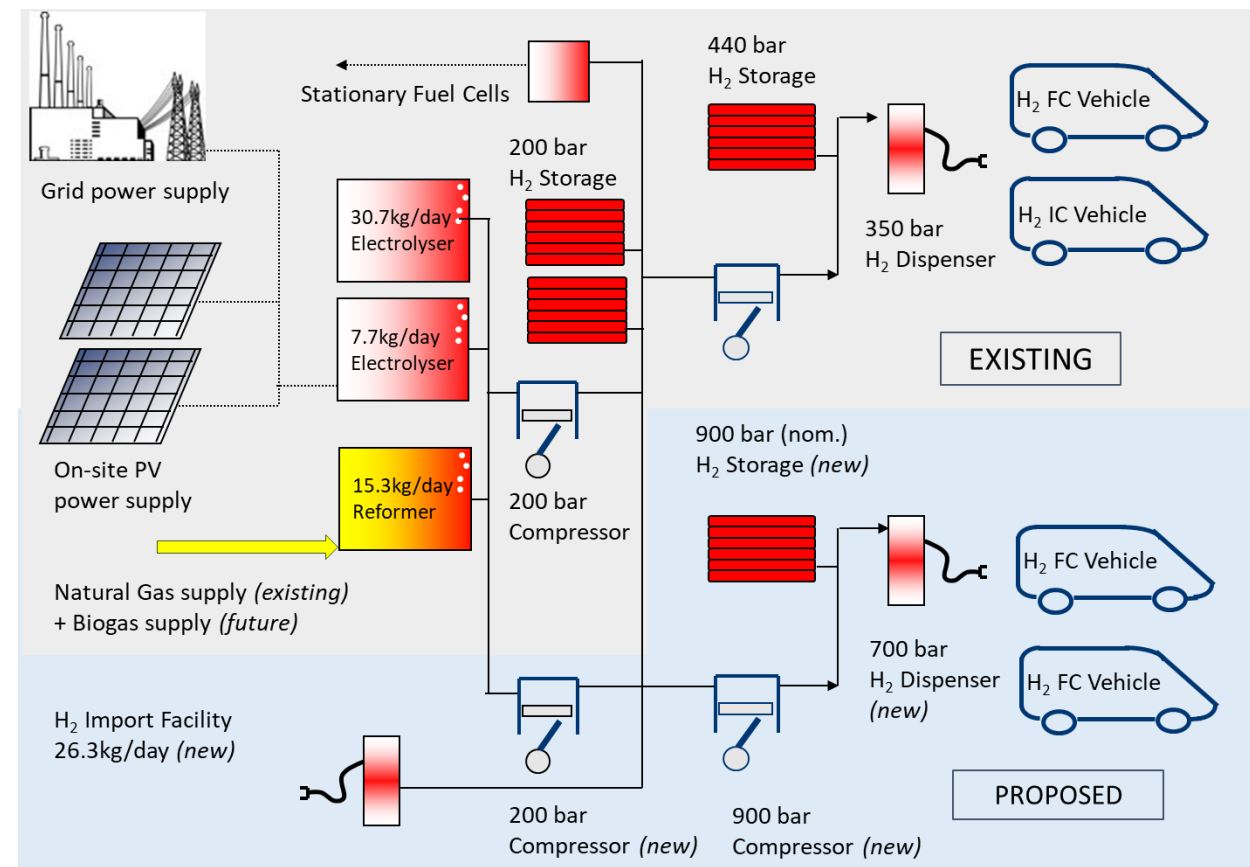 Stationary Fuel Cells
Grid power supply
440 bar
H₂ Storage
200 bar
H₂ Storage
30.7kg/day
Electrolyser
7.7kg/day
Electrolyser
350 bar
H₂ Dispenser
H₂ FC Vehicle
H₂ IC Vehicle
EXISTING
On-site PV
power supply
15.3kg/day
Reformer
200 bar
Compressor
Natural Gas supply (existing)
+ Biogas supply (future)
900 bar (nom.)
H₂ Storage (new)
700 bar
H₂ Dispenser
(new)
H₂ FC Vehicle
H₂ FC Vehicle
H₂ Import Facility
26.3kg/day (new)
200 bar
Compressor (new)
900 bar
Compressor (new)
PROPOSED